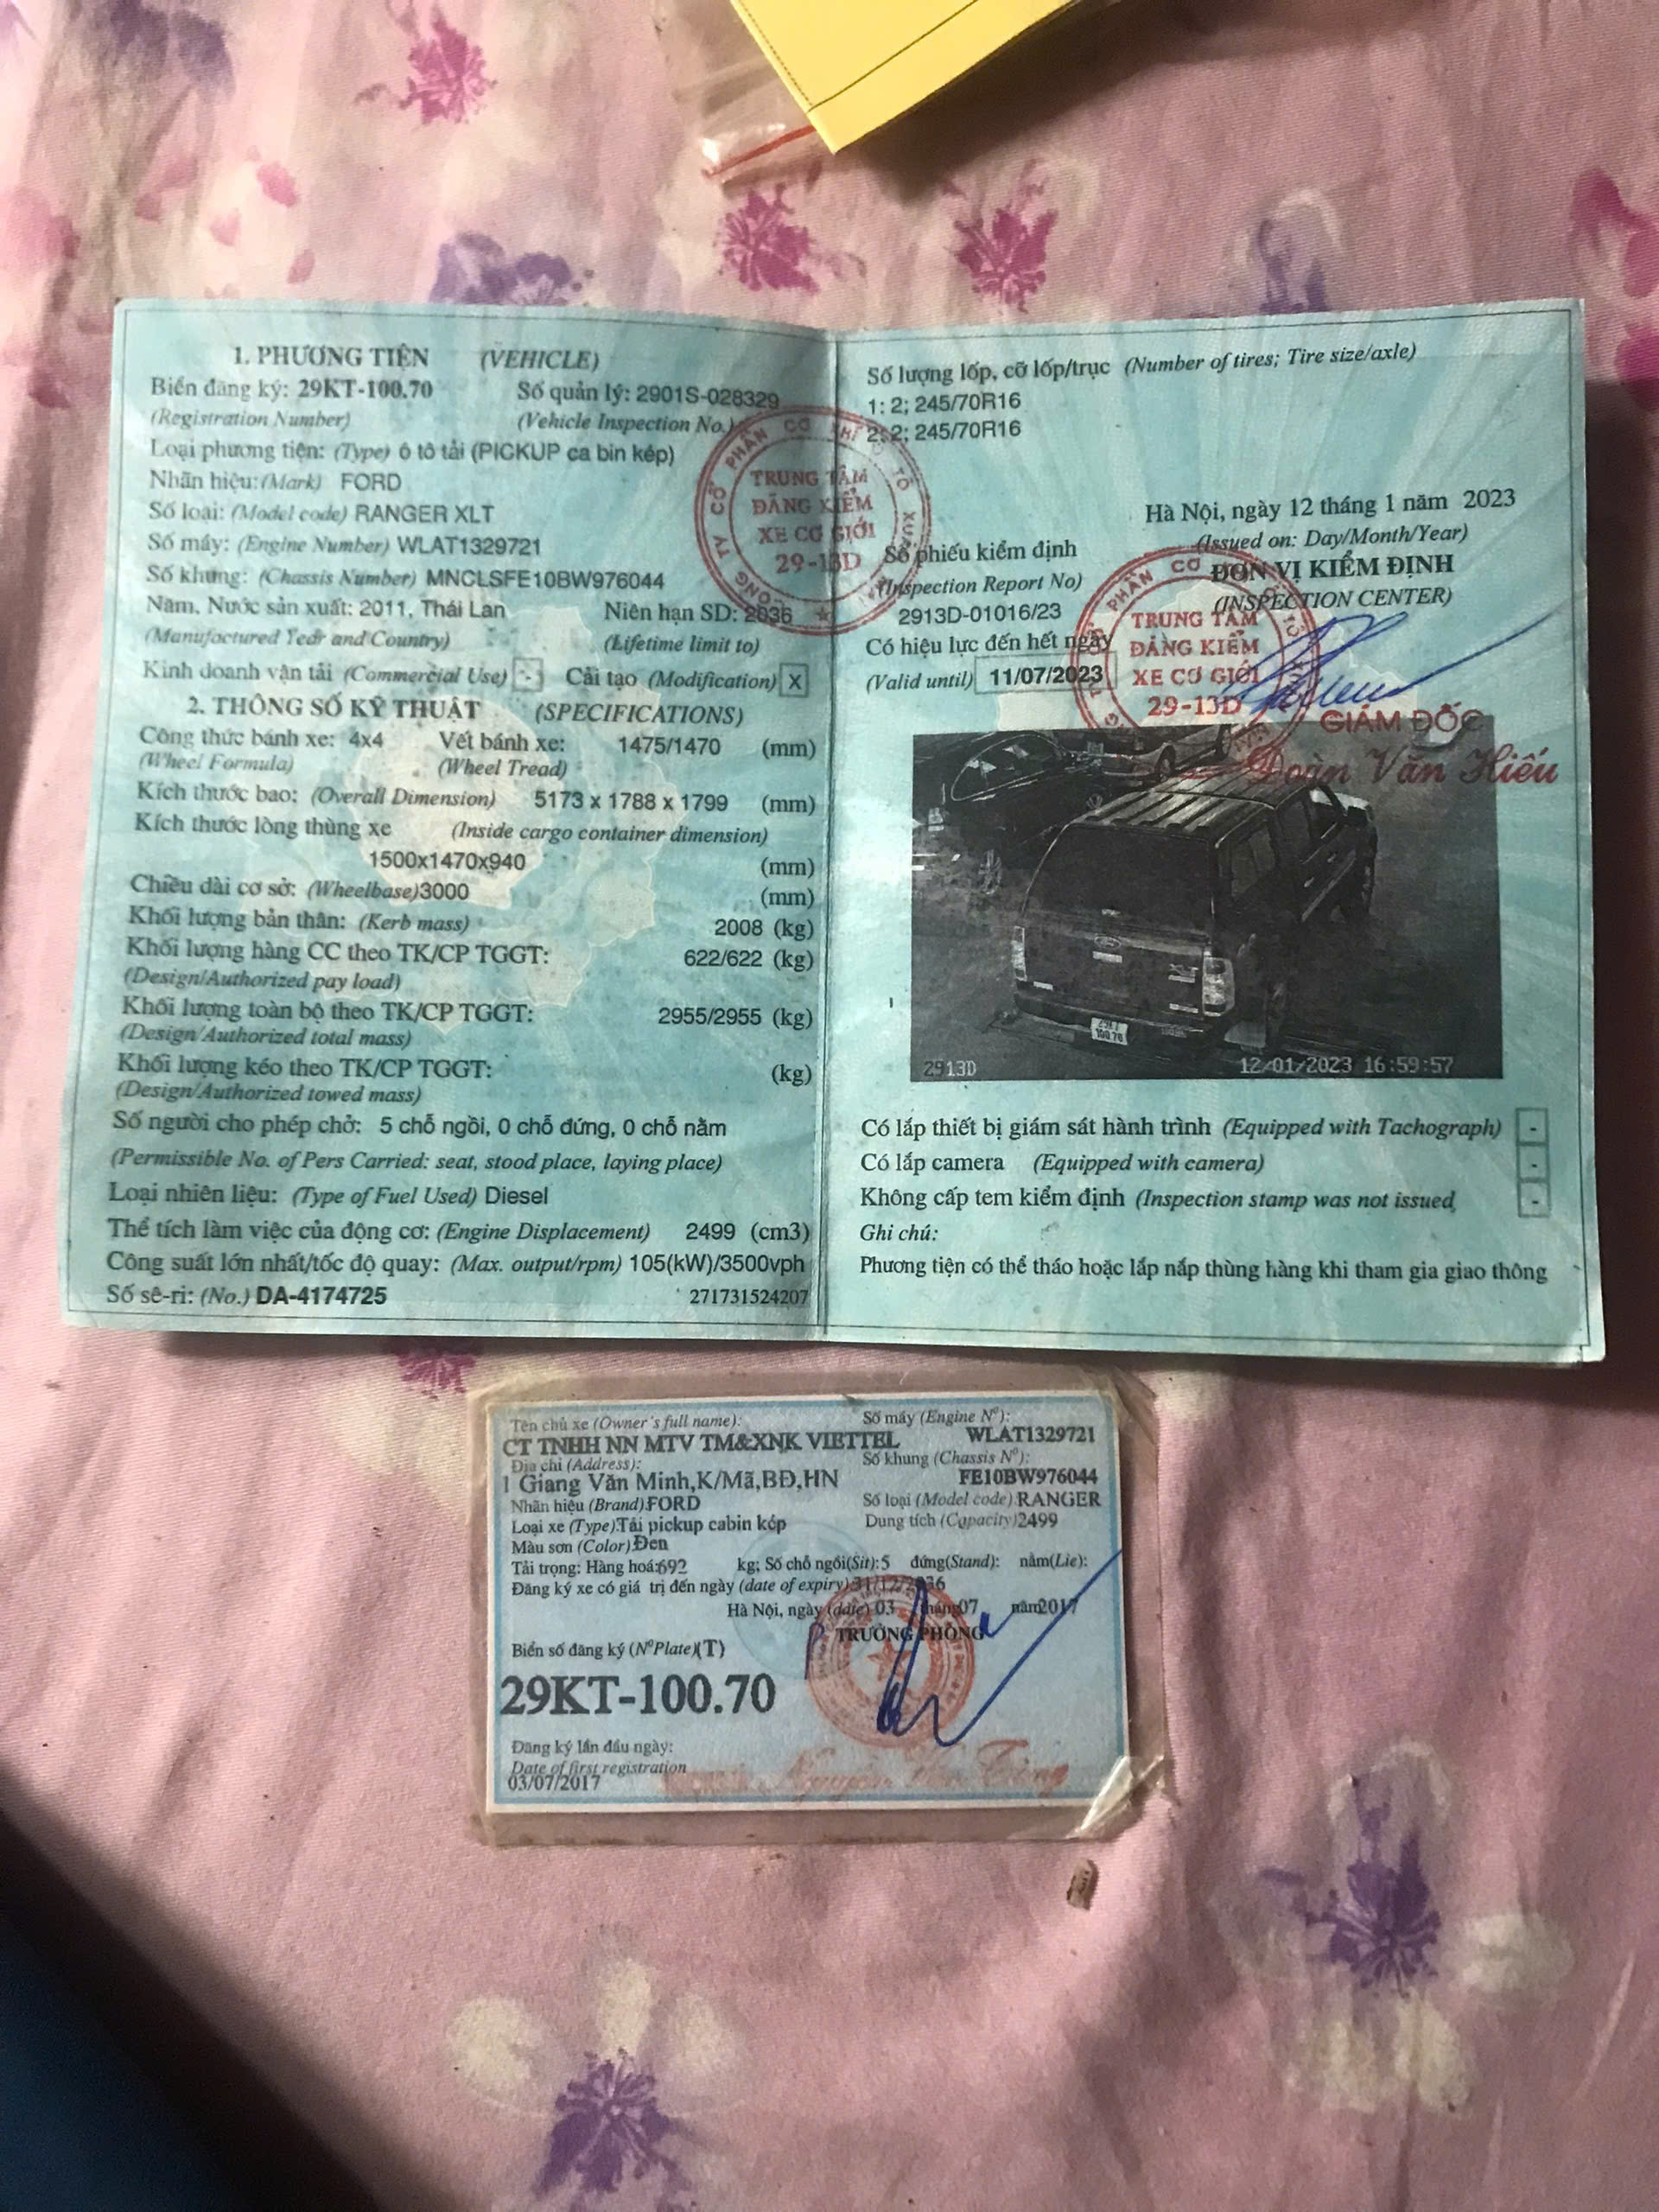 1. PHƯƠNG TIỆN (VEHICLE)
Biển đăng ký: 29KT-100.70 Số quản lý: 2901S-028329
(Registration Number) (Vehicle Inspection No.)
Loại phương tiện: (Type) Ô tô tải (PICKUP ca bin kép)
Nhãn hiệu: (Mark) FORD
Số loại: (Model code) RANGER XLT
Số máy: (Engine Number) WLAT1329721
Số khung: (Chassis Number) MNCLSFE10BW976044
Năm, Nước sản xuất: 2011, Thái Lan Niên hạn SD: 2036
(Manufactured Year and Country) (Lifetime limit to)
Kinh doanh vận tải (Commercial Use) - Cải tạo (Modification) X
2. THÔNG SỐ KỸ THUẬT (SPECIFICATIONS)
Công thức bánh xe: 4x4 Vết bánh xe: 1475/1470 (mm)
(Wheel Formula) (Wheel Tread)
Kích thước bao: (Overall Dimension) 5173 x 1788 x 1799 (mm)
Kích thước lòng thùng xe (Inside cargo container dimension)
1500x1470x940 (mm)
Chiều dài cơ sở: (Wheelbase) 3000 (mm)
Khối lượng bản thân: (Kerb mass) 2008 (kg)
Khối lượng hàng CC theo TK/CP TGGT: 622/622 (kg)
(Design/Authorized pay load)
Khối lượng toàn bộ theo TK/CP TGGT: 2955/2955 (kg)
(Design/Authorized total mass)
Khối lượng kéo theo TK/CP TGGT: (kg)
(Design/Authorized towed mass)
Số người cho phép chở: 5 chỗ ngồi, 0 chỗ đứng, 0 chỗ nằm
(Permissible No. of Pers Carried: seat, stood place, laying place)
Loại nhiên liệu: (Type of Fuel Used) Diesel
Thể tích làm việc của động cơ: (Engine Displacement) 2499 (cm3)
Công suất lớn nhất/tốc độ quay: (Max. output/rpm) 105(kW)/3500vph
Số sê-ri: (No.) DA-4174725 271731524207
TRUNG TÂM
ĐĂNG KIỂM
XE CƠ GIỚI
29-13D
Số lượng lốp, cỡ lốp/trục (Number of tires; Tire size/axle)
1: 2; 245/70R16
2: 2; 245/70R16
Hà Nội, ngày 12 tháng 1 năm 2023
(Issued on: Day/Month/Year)
Số phiếu kiểm định
(Inspection Report No)
2913D-01016/23
ĐƠN VỊ KIỂM ĐỊNH
(INSPECTION CENTER)
Có hiệu lực đến hết ngày
(Valid until) 11/07/2023
TRUNG TÂM
ĐĂNG KIỂM
XE CƠ GIỚI
29-13D
GIÁM ĐỐC
Đoàn Văn Hiếu
XLT
29KT
100.70
2913D 12/01/2023 16:59:57
Có lắp thiết bị giám sát hành trình (Equipped with Tachograph) -
Có lắp camera (Equipped with camera) -
Không cấp tem kiểm định (Inspection stamp was not issued -
Ghi chú:
Phương tiện có thể tháo hoặc lắp nắp thùng hàng khi tham gia giao thông
Tên chủ xe (Owner's full name):
CT TNHH NN MTV TM&XNK VIETTEL
Địa chỉ (Address):
1 Giang Văn Minh,K/Mã,BĐ,HN
Số máy (Engine Nº):
WLAT1329721
Số khung (Chassis Nº):
FE10BW976044
Nhãn hiệu (Brand): FORD Số loại (Model code) RANGER
Loại xe (Type): Tải pickup cabin kép Dung tích (Capacity) 2499
Màu sơn (Color) Đen
Tải trọng: Hàng hoá: 692 kg; Số chỗ ngồi(Sit): 5 đứng(Stand): nằm(Lie):
Đăng ký xe có giá trị đến ngày (date of expiry) 31/12/2036
Hà Nội, ngày (date) 03 tháng 07 năm 2017
TRƯỞNG PHÒNG
Biển số đăng ký (Nº Plate)(T)
29KT-100.70
Đăng ký lần đầu ngày:
Date of first registration
03/07/2017